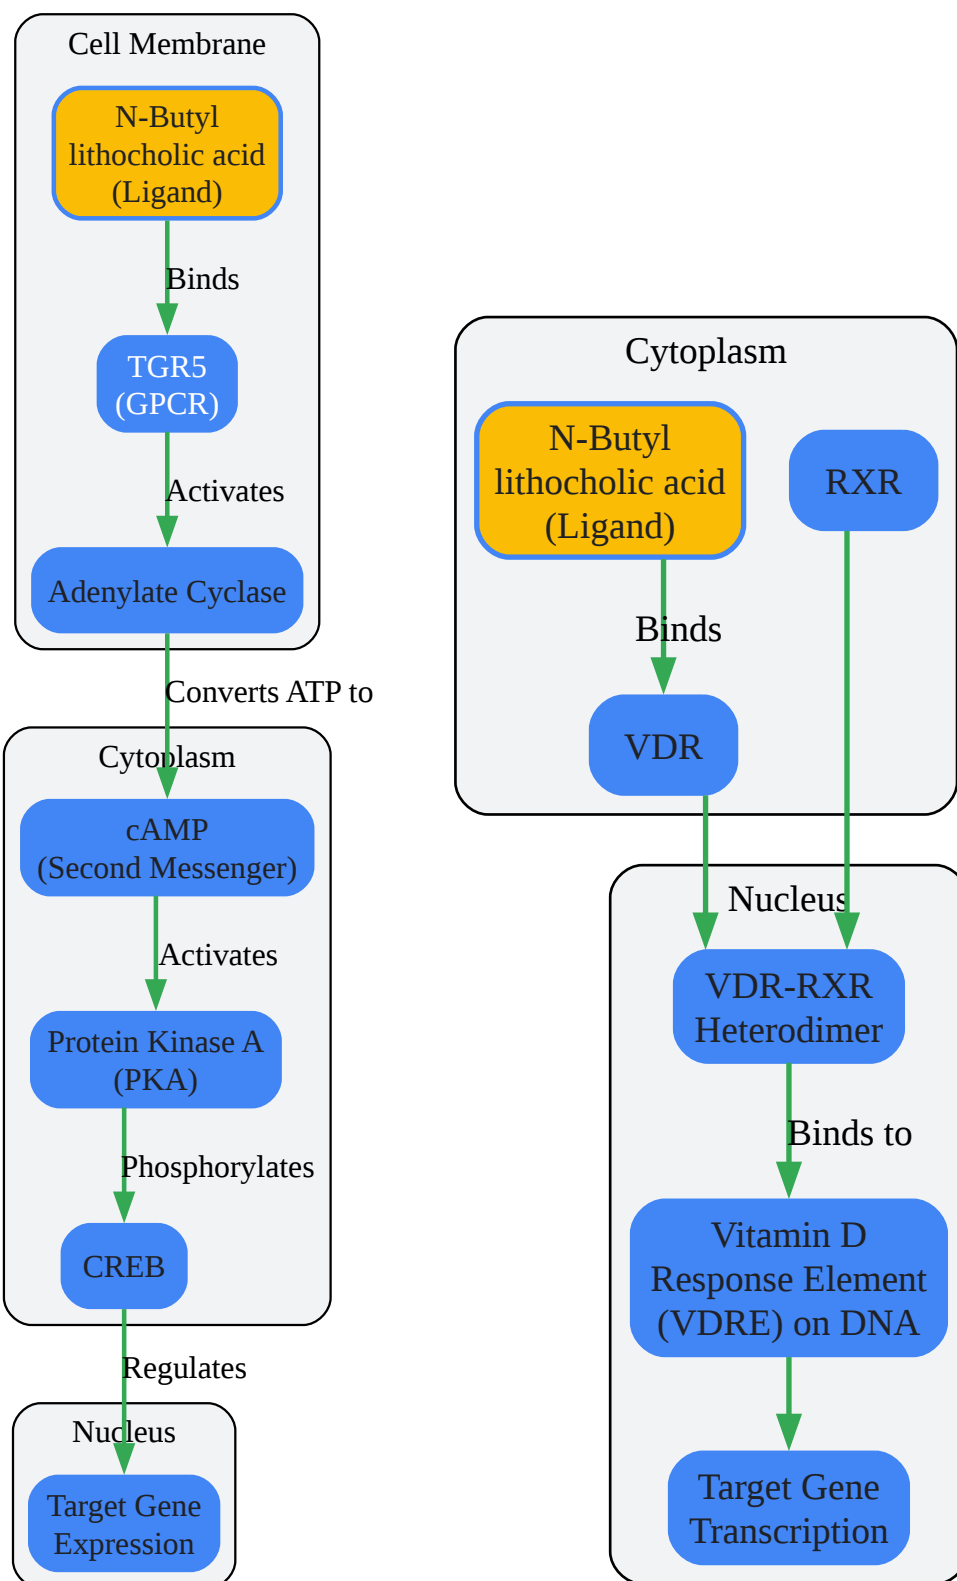 Cell Membrane
N-Butyl
lithocholic acid
(Ligand)
Binds
TGR5
(GPCR)
Activates
Adenylate Cyclase
Converts ATP to
Cytoplasm
cAMP
(Second Messenger)
Activates
Protein Kinase A
(PKA)
Phosphorylates
CREB
Regulates
Nucleus
Target Gene
Expression
Cytoplasm
N-Butyl
lithocholic acid
(Ligand)
RXR
Binds
VDR
Nucleus
VDR-RXR
Heterodimer
Binds to
Vitamin D
Response Element
(VDRE) on DNA
Target Gene
Transcription